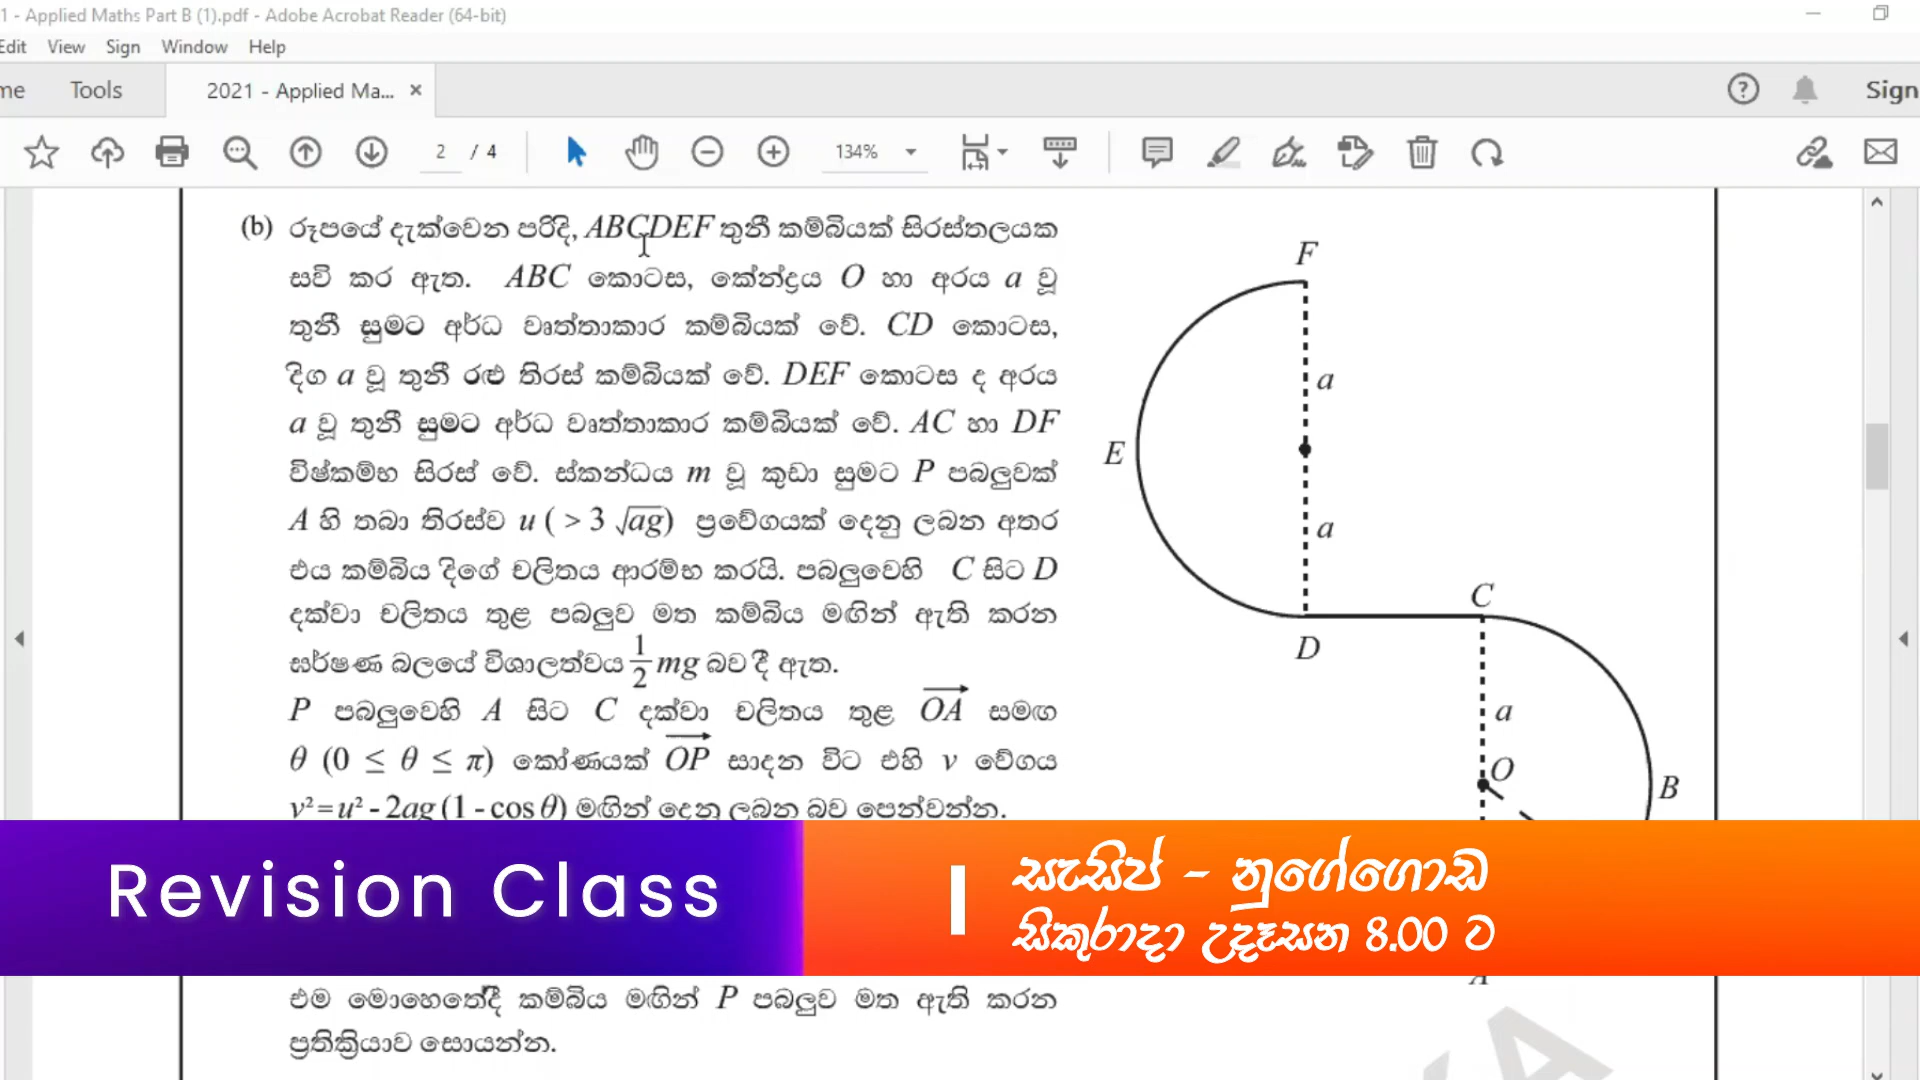 1 - Applied Maths Part B (1).pdf - Adobe Acrobat Reader (64-bit)
Edit View Sign Window Help
me Tools 2021 - Applied Ma... × Sign
2 / 4 134%
(b) රූපයේ දැක්වෙන පරිදි, ABCDEF තුනී කම්බියක් සිරස්තලයක
සවි කර ඇත. ABC කොටස, කේන්ද්‍රය O හා අරය a වූ
තුනී සුමට අර්ධ වෘත්තාකාර කම්බියක් වේ. CD කොටස,
දිග a වූ තුනී රළු තිරස් කම්බියක් වේ. DEF කොටස ද අරය
a වූ තුනී සුමට අර්ධ වෘත්තාකාර කම්බියක් වේ. AC හා DF
විෂ්කම්භ සිරස් වේ. ස්කන්ධය m වූ කුඩා සුමට P පබලුවක්
A හි තබා තිරස්ව u ( > 3 √ag) ප්‍රවේගයක් දෙනු ලබන අතර
එය කම්බිය දිගේ චලිතය ආරම්භ කරයි. පබලුවෙහි C සිට D
දක්වා චලිතය තුළ පබලුව මත කම්බිය මඟින් ඇති කරන
ඝර්ෂණ බලයේ විශාලත්වය 1/2 mg බව දී ඇත.
P පබලුවෙහි A සිට C දක්වා චලිතය තුළ OA සමඟ
θ (0 ≤ θ ≤ π) කෝණයක් OP සාදන විට එහි v වේගය
v² = u² - 2ag (1 - cos θ) මඟින් දෙනු ලබන බව පෙන්වන්න.
F
a
E
a
C
D
a
O
B
Revision Class
සැසිප් - නුගේගොඩ
සිකුරාදා උදෑසන 8.00 ට
A
එම මොහොතේදී කම්බිය මඟින් P පබලුව මත ඇති කරන
ප්‍රතික්‍රියාව සොයන්න.